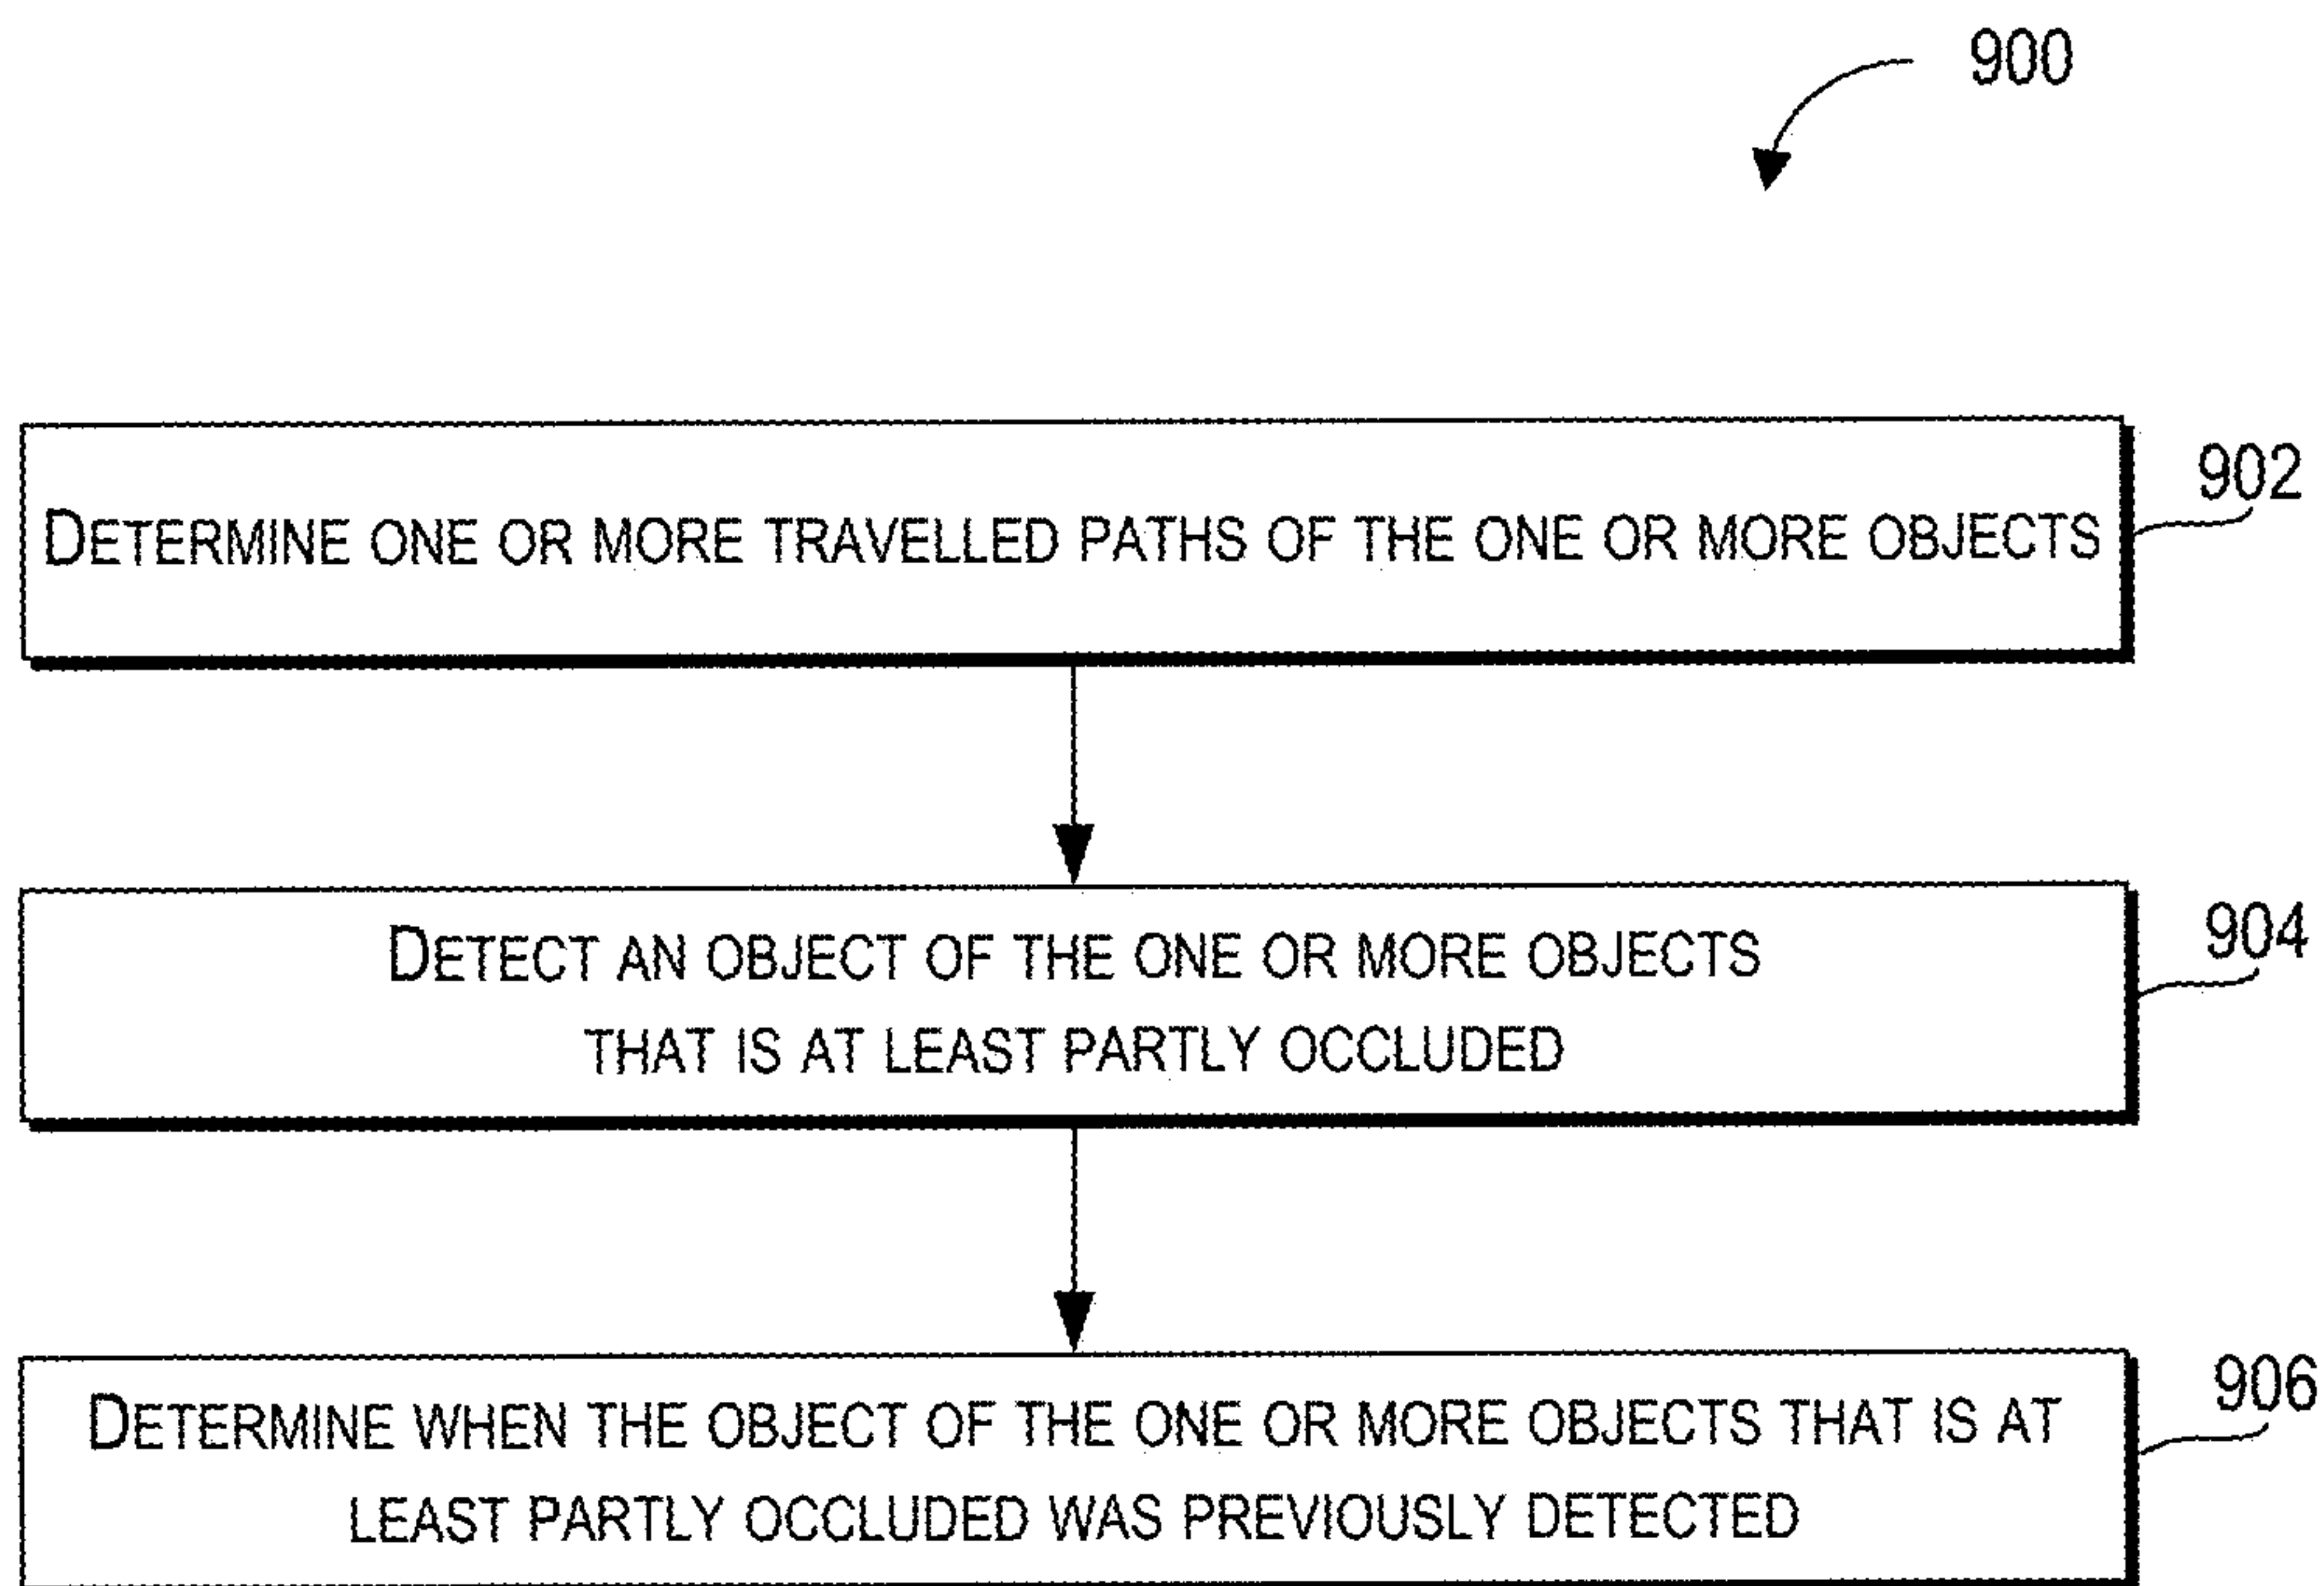 900
DETERMINE ONE OR MORE TRAVELLED PATHS OF THE ONE OR MORE OBJECTS
902
DETECT AN OBJECT OF THE ONE OR MORE OBJECTS
THAT IS AT LEAST PARTLY OCCLUDED
904
DETERMINE WHEN THE OBJECT OF THE ONE OR MORE OBJECTS THAT IS AT
LEAST PARTLY OCCLUDED WAS PREVIOUSLY DETECTED
906